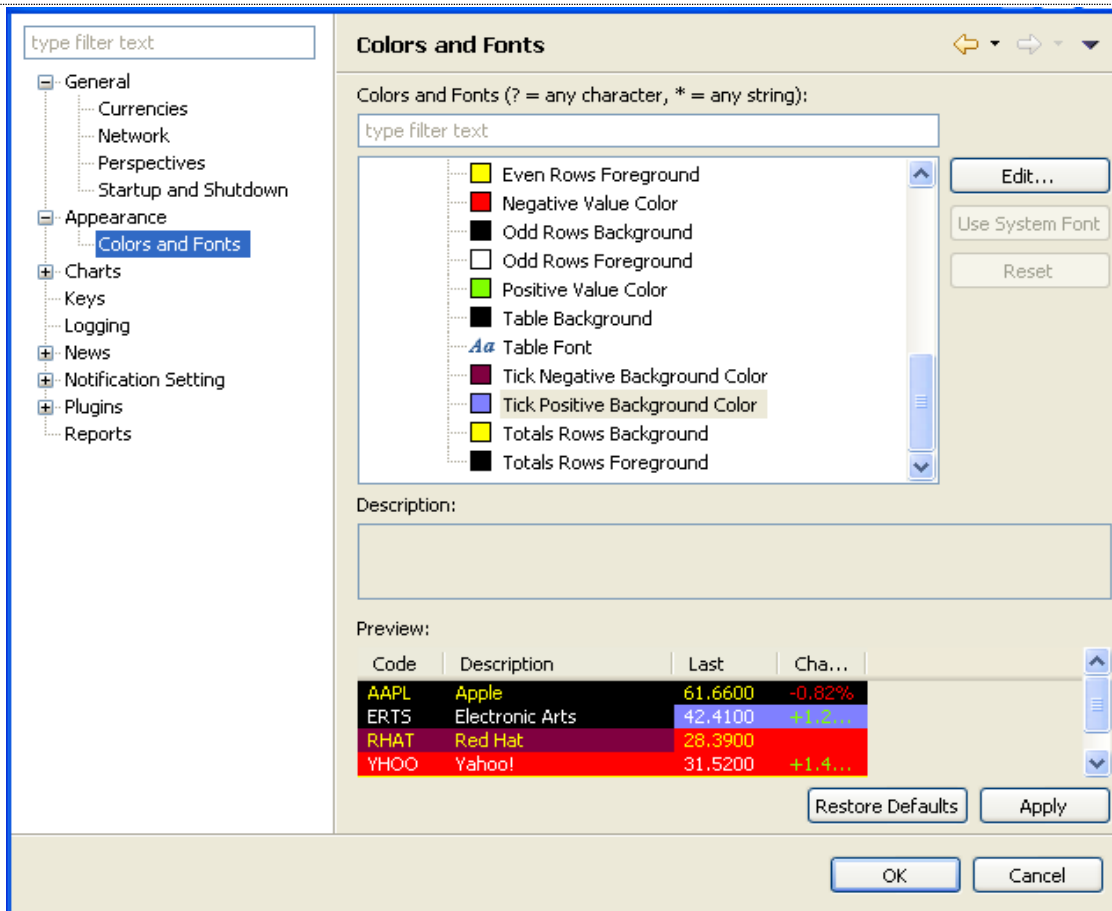 type filter text
General
Currencies
Network
Perspectives
Startup and Shutdown
Appearance
Colors and Fonts
Charts
Keys
Logging
News
Notification Setting
Plugins
Reports
Colors and Fonts
Colors and Fonts (? = any character, * = any string):
type filter text
Even Rows Foreground
Negative Value Color
Odd Rows Background
Odd Rows Foreground
Positive Value Color
Table Background
Aa Table Font
Tick Negative Background Color
Tick Positive Background Color
Totals Rows Background
Totals Rows Foreground
Edit...
Use System Font
Reset
Description:
Preview:
Code Description Last Cha...
AAPL Apple 61.6600 -0.82%
ERTS Electronic Arts 42.4100 +1.2...
RHAT Red Hat 28.3900
YHOO Yahoo! 31.5200 +1.4...
Restore Defaults Apply
OK Cancel